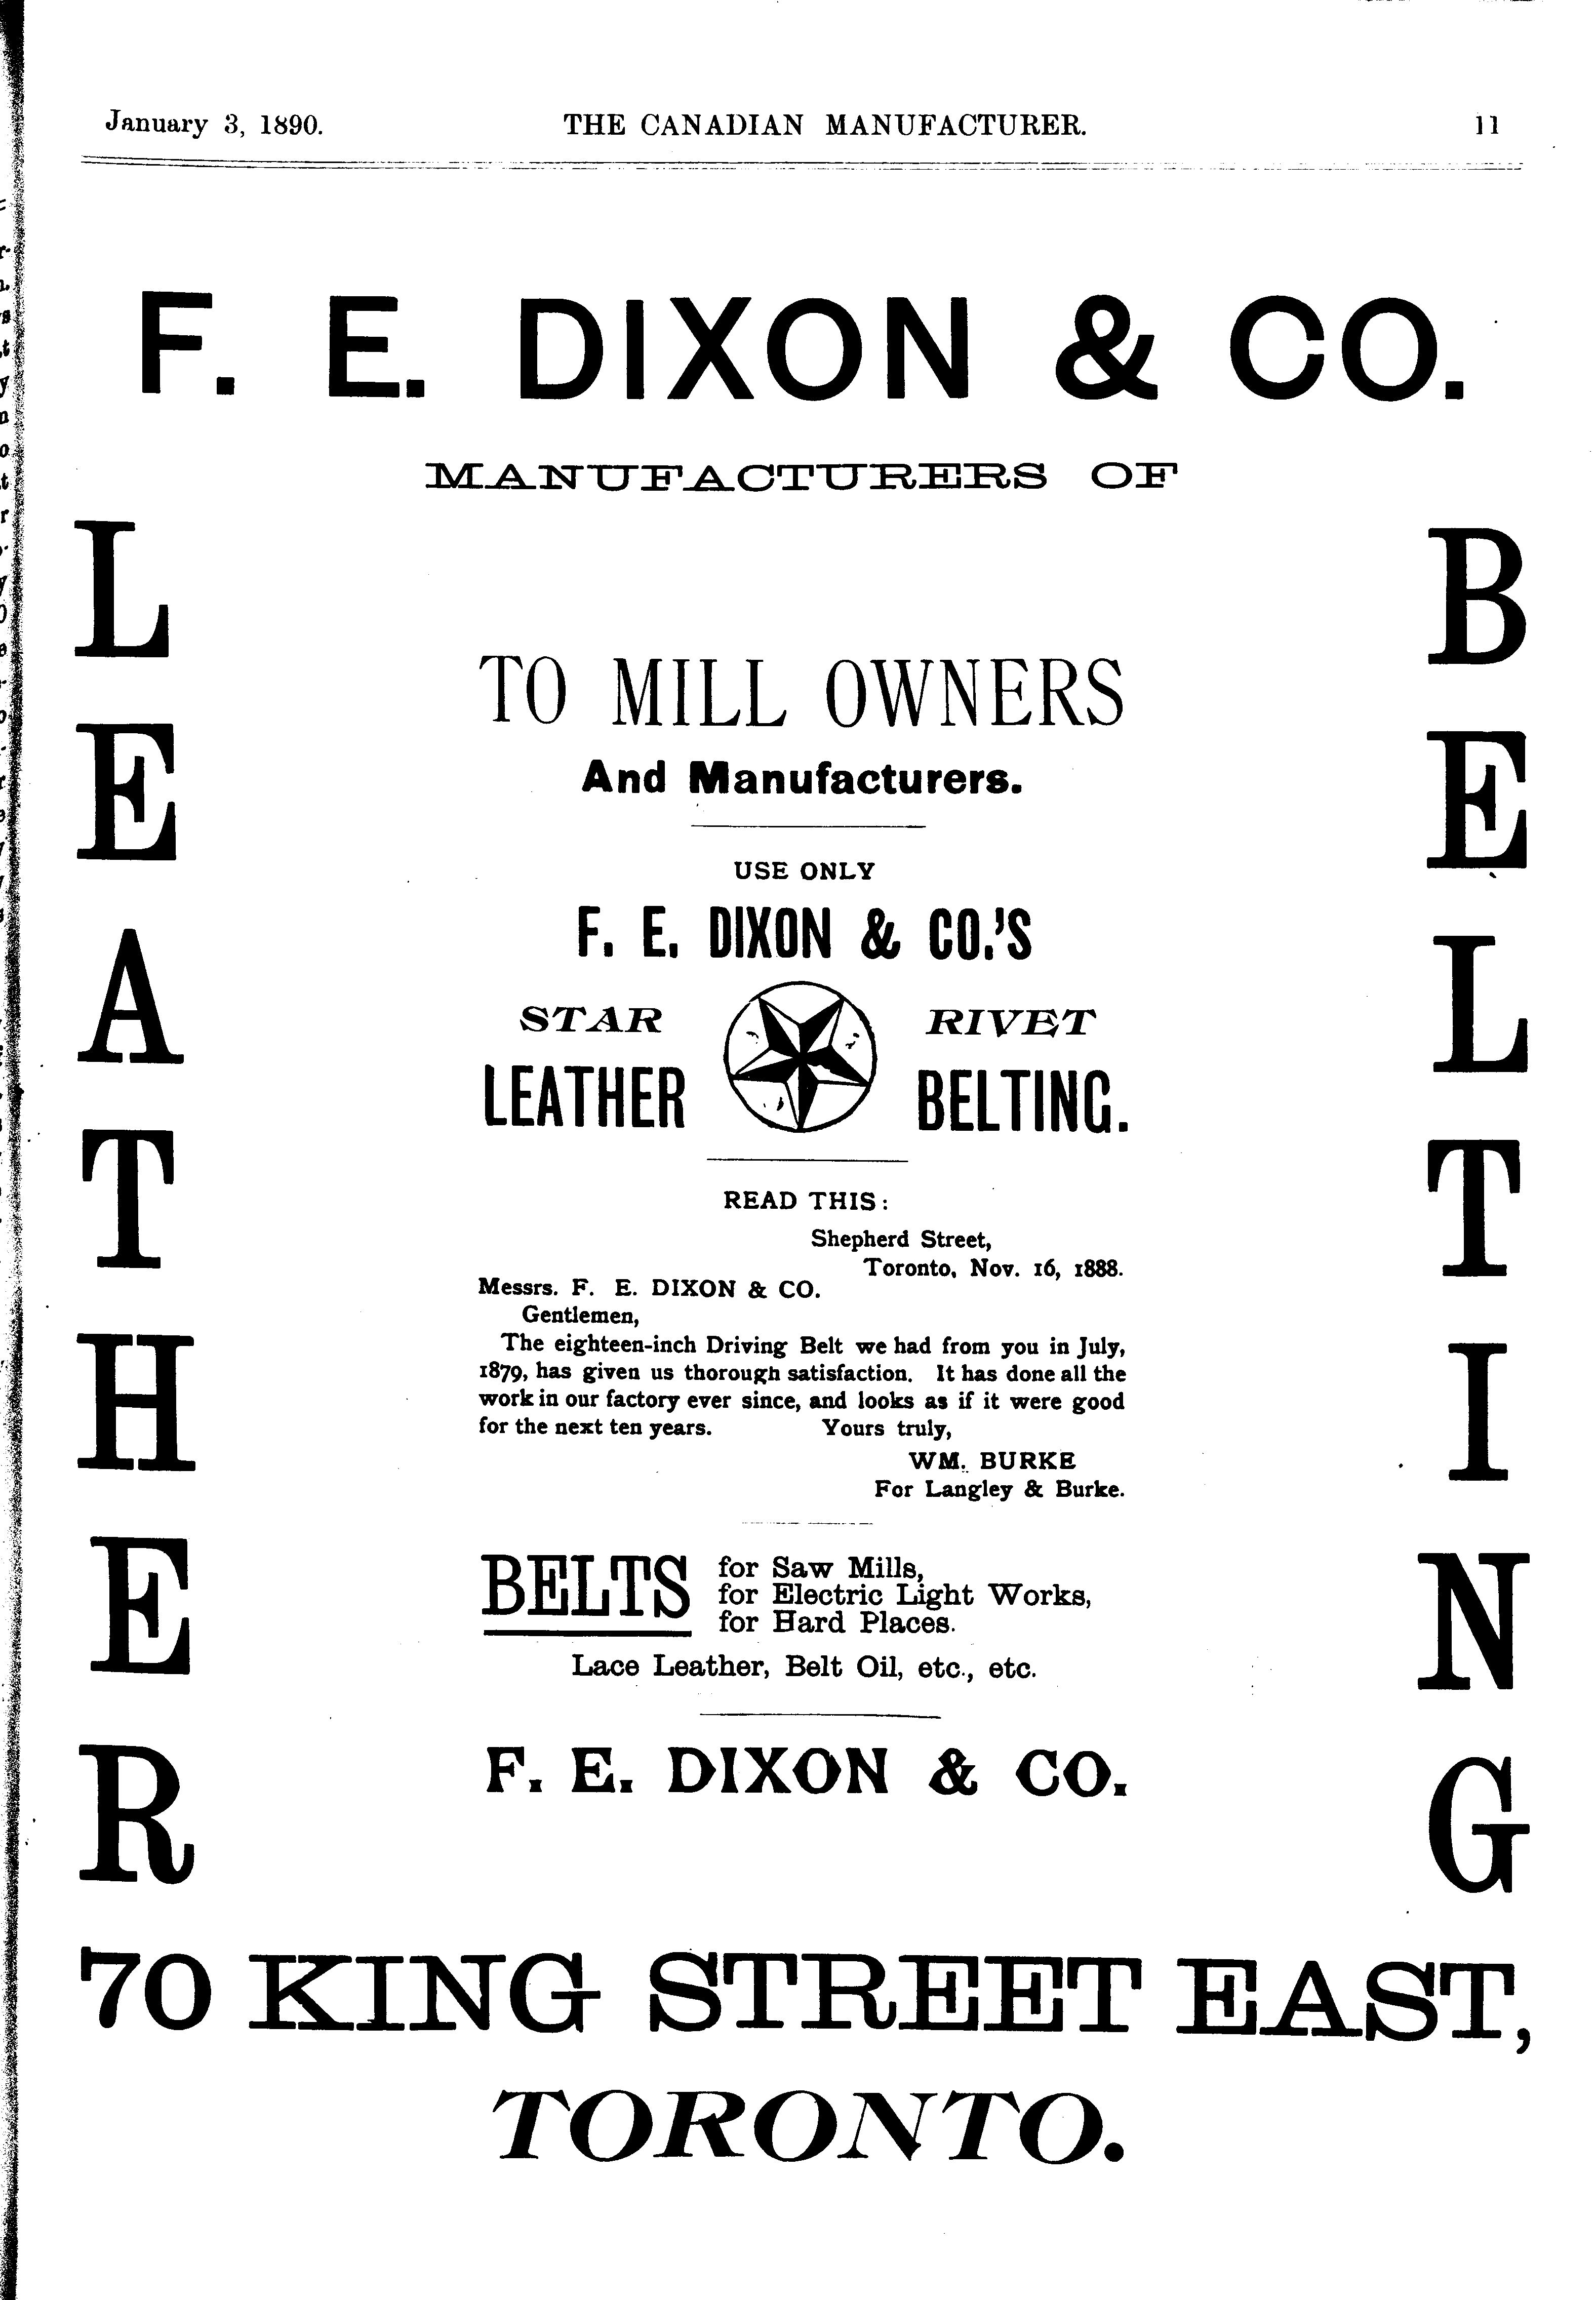 January 3, 1890. THE CANADIAN MANUFACTURER. 11
F. E. DIXON & CO.
MANUFACTURERS OF
LEATHER
BELTING
TO MILL OWNERS
And Manufacturers.
USE ONLY
F. E. DIXON & CO.'S
STAR RIVET
LEATHER BELTING.
READ THIS:
Shepherd Street,
Toronto, Nov. 16, 1888.
Messrs. F. E. DIXON & CO.
Gentlemen,
The eighteen-inch Driving Belt we had from you in July,
1879, has given us thorough satisfaction. It has done all the
work in our factory ever since, and looks as if it were good
for the next ten years. Yours truly,
WM. BURKE
For Langley & Burke.
BELTS for Saw Mills,
for Electric Light Works,
for Hard Places.
Lace Leather, Belt Oil, etc., etc.
F. E. DIXON & CO.
70 KING STREET EAST,
TORONTO.